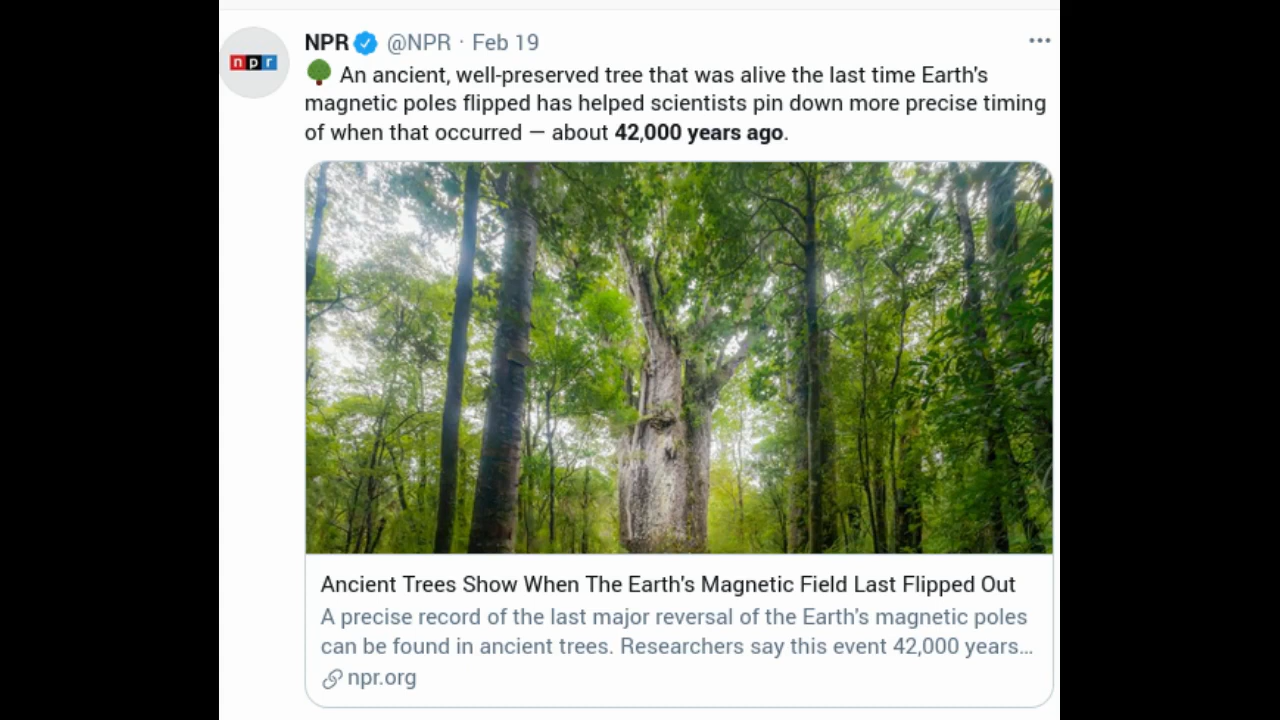 npr
NPR @NPR · Feb 19
🌳 An ancient, well-preserved tree that was alive the last time Earth's
magnetic poles flipped has helped scientists pin down more precise timing
of when that occurred — about 42,000 years ago.
Ancient Trees Show When The Earth's Magnetic Field Last Flipped Out
A precise record of the last major reversal of the Earth's magnetic poles
can be found in ancient trees. Researchers say this event 42,000 years...
npr.org